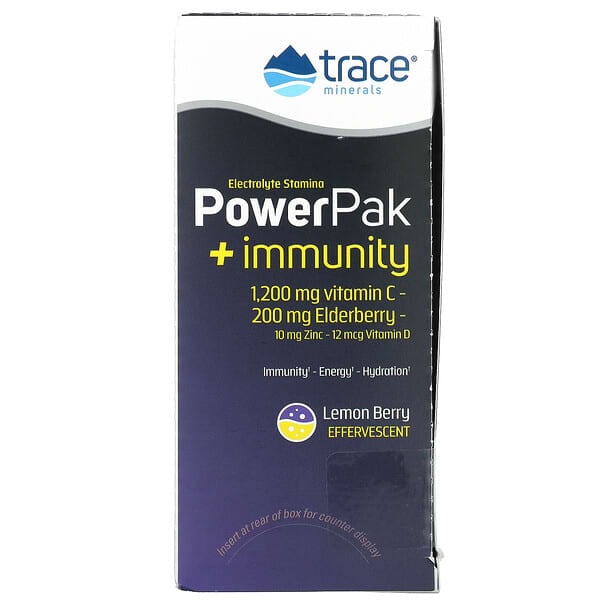 trace®
minerals
Electrolyte Stamina
PowerPak
+ immunity
1,200 mg vitamin C -
200 mg Elderberry -
10 mg Zinc - 12 mcg Vitamin D
Immunity† - Energy† - Hydration†
Lemon Berry
EFFERVESCENT
Insert at rear of box for counter display